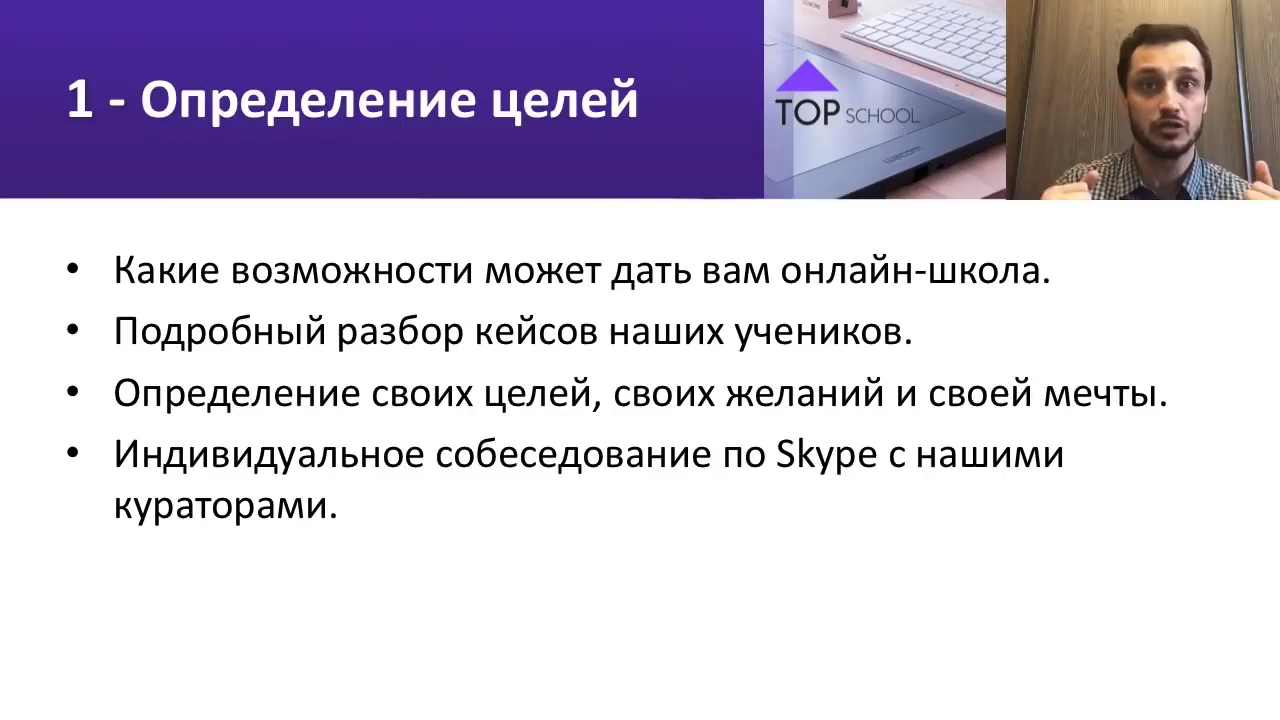 1 - Определение целей
TOP SCHOOL
wacom
• Какие возможности может дать вам онлайн-школа.
• Подробный разбор кейсов наших учеников.
• Определение своих целей, своих желаний и своей мечты.
• Индивидуальное собеседование по Skype с нашими
кураторами.